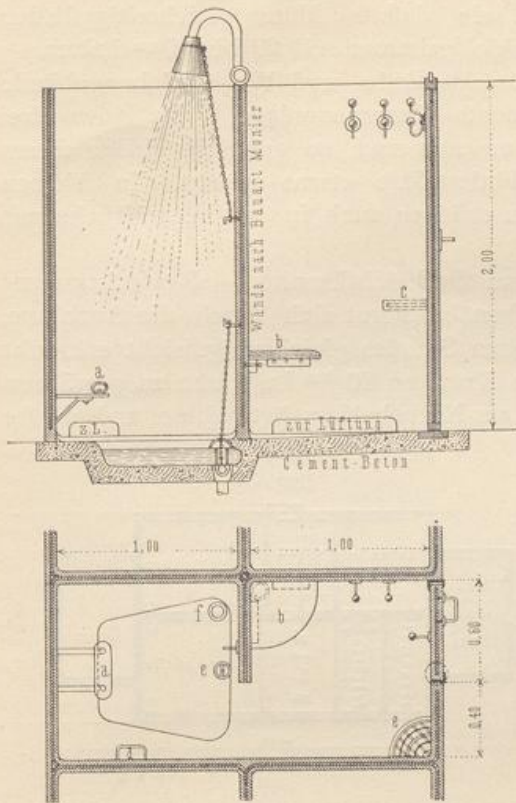 Wände nach Bauart Monier
2,00
c
b
a
z.L.
zur Lüftung
Cement-Beton
1,00
1,00
f
b
e
0,60
0,40